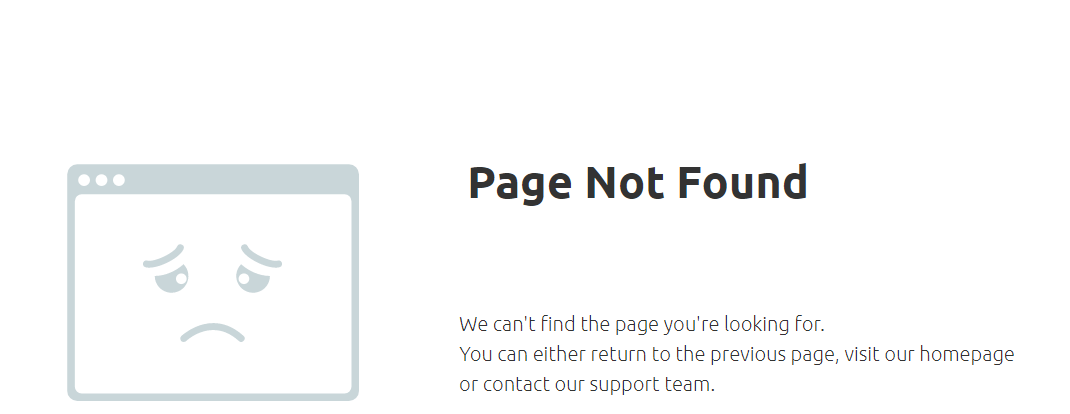 Page Not Found
We can't find the page you're looking for.
You can either return to the previous page, visit our homepage
or contact our support team.